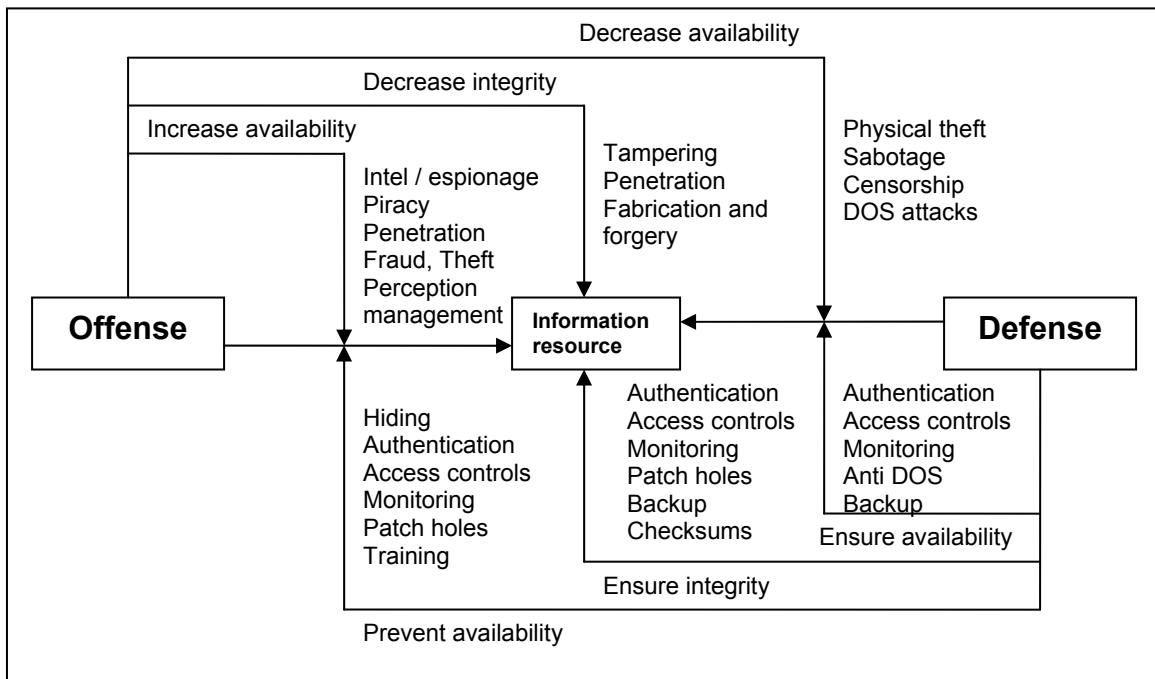 Decrease availability
Decrease integrity
Increase availability
Physical theft
Sabotage
Censorship
DOS attacks
Tampering
Penetration
Fabrication and
forgery
Intel / espionage
Piracy
Penetration
Fraud, Theft
Perception
management
Offense
Information
resource
Defense
Hiding
Authentication
Access controls
Monitoring
Patch holes
Training
Authentication
Access controls
Monitoring
Patch holes
Backup
Checksums
Authentication
Access controls
Monitoring
Anti DOS
Backup
Ensure availability
Ensure integrity
Prevent availability